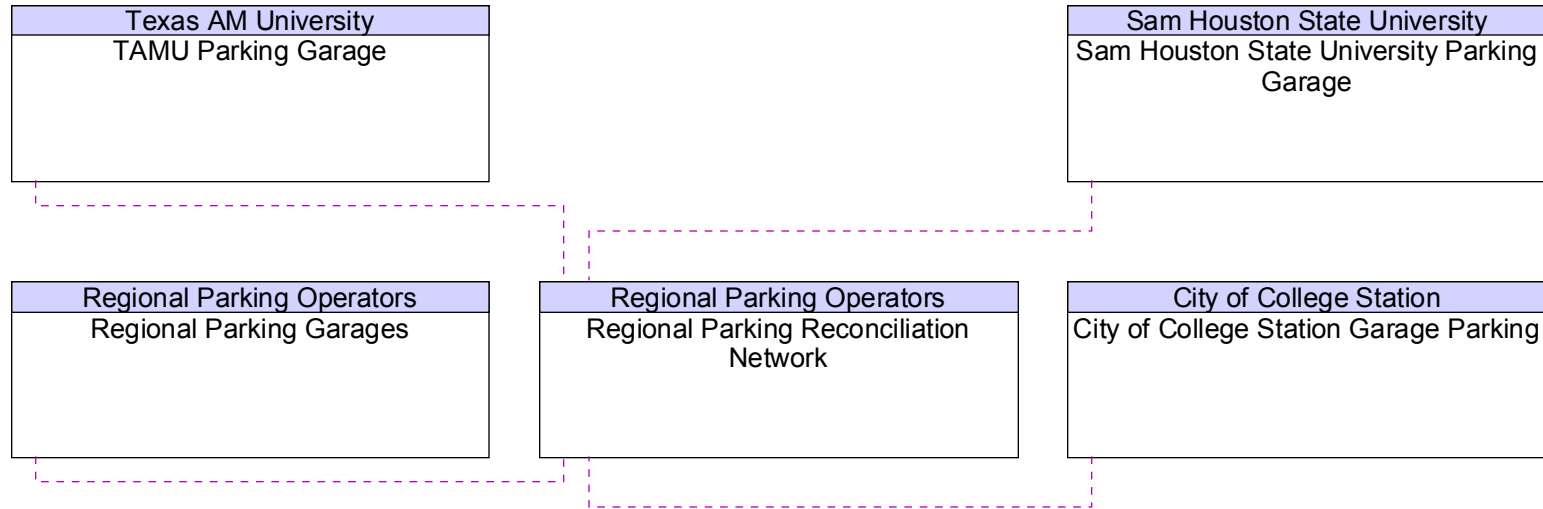 Texas AM University
TAMU Parking Garage
Sam Houston State University
Sam Houston State University Parking
Garage
Regional Parking Operators
Regional Parking Garages
Regional Parking Operators
Regional Parking Reconciliation
Network
City of College Station
City of College Station Garage Parking